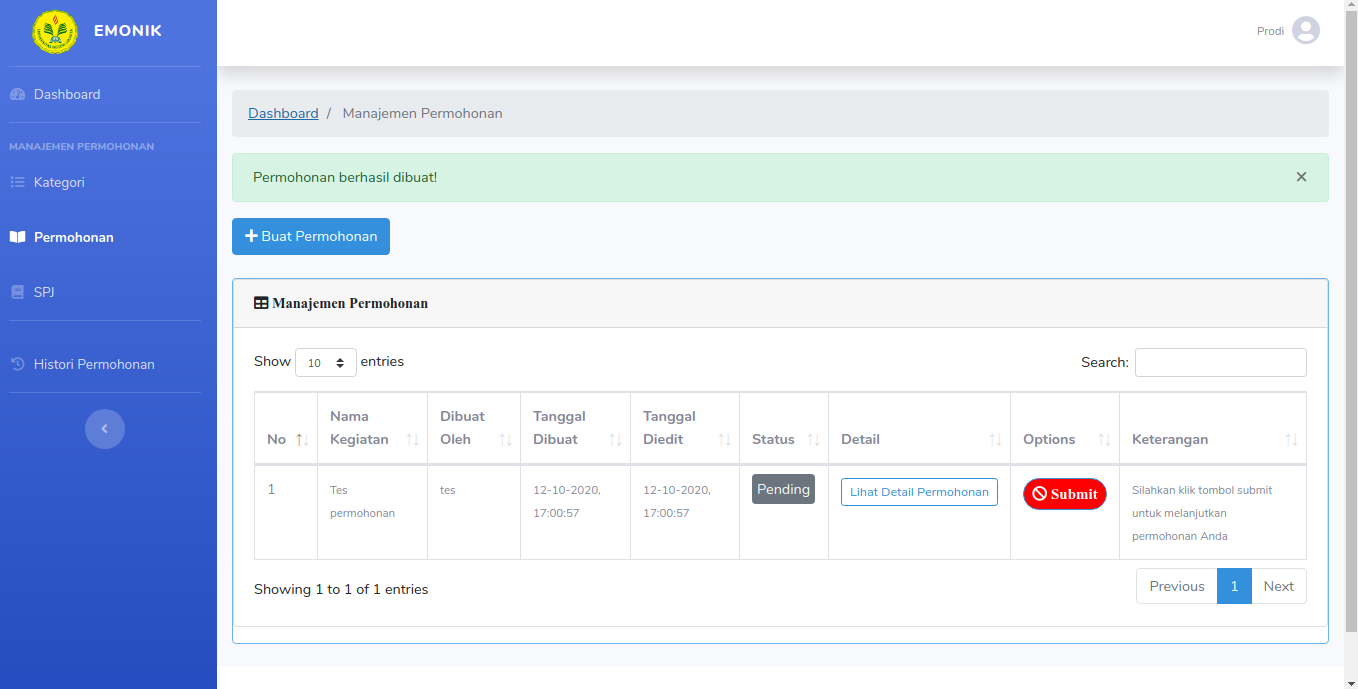 EMONIK
Prodi
Dashboard
MANAJEMEN PERMOHONAN
Kategori
Permohonan
SPJ
Histori Permohonan
Dashboard / Manajemen Permohonan
Permohonan berhasil dibuat!
×
Buat Permohonan
Manajemen Permohonan
Show 10 entries
Search:
No
Nama
Kegiatan
Dibuat
Oleh
Tanggal
Dibuat
Tanggal
Diedit
Status
Detail
Options
Keterangan
1
Tes
permohonan
tes
12-10-2020,
17:00:57
12-10-2020,
17:00:57
Pending
Lihat Detail Permohonan
Submit
Silahkan klik tombol submit
untuk melanjutkan
permohonan Anda
Showing 1 to 1 of 1 entries
Previous 1 Next